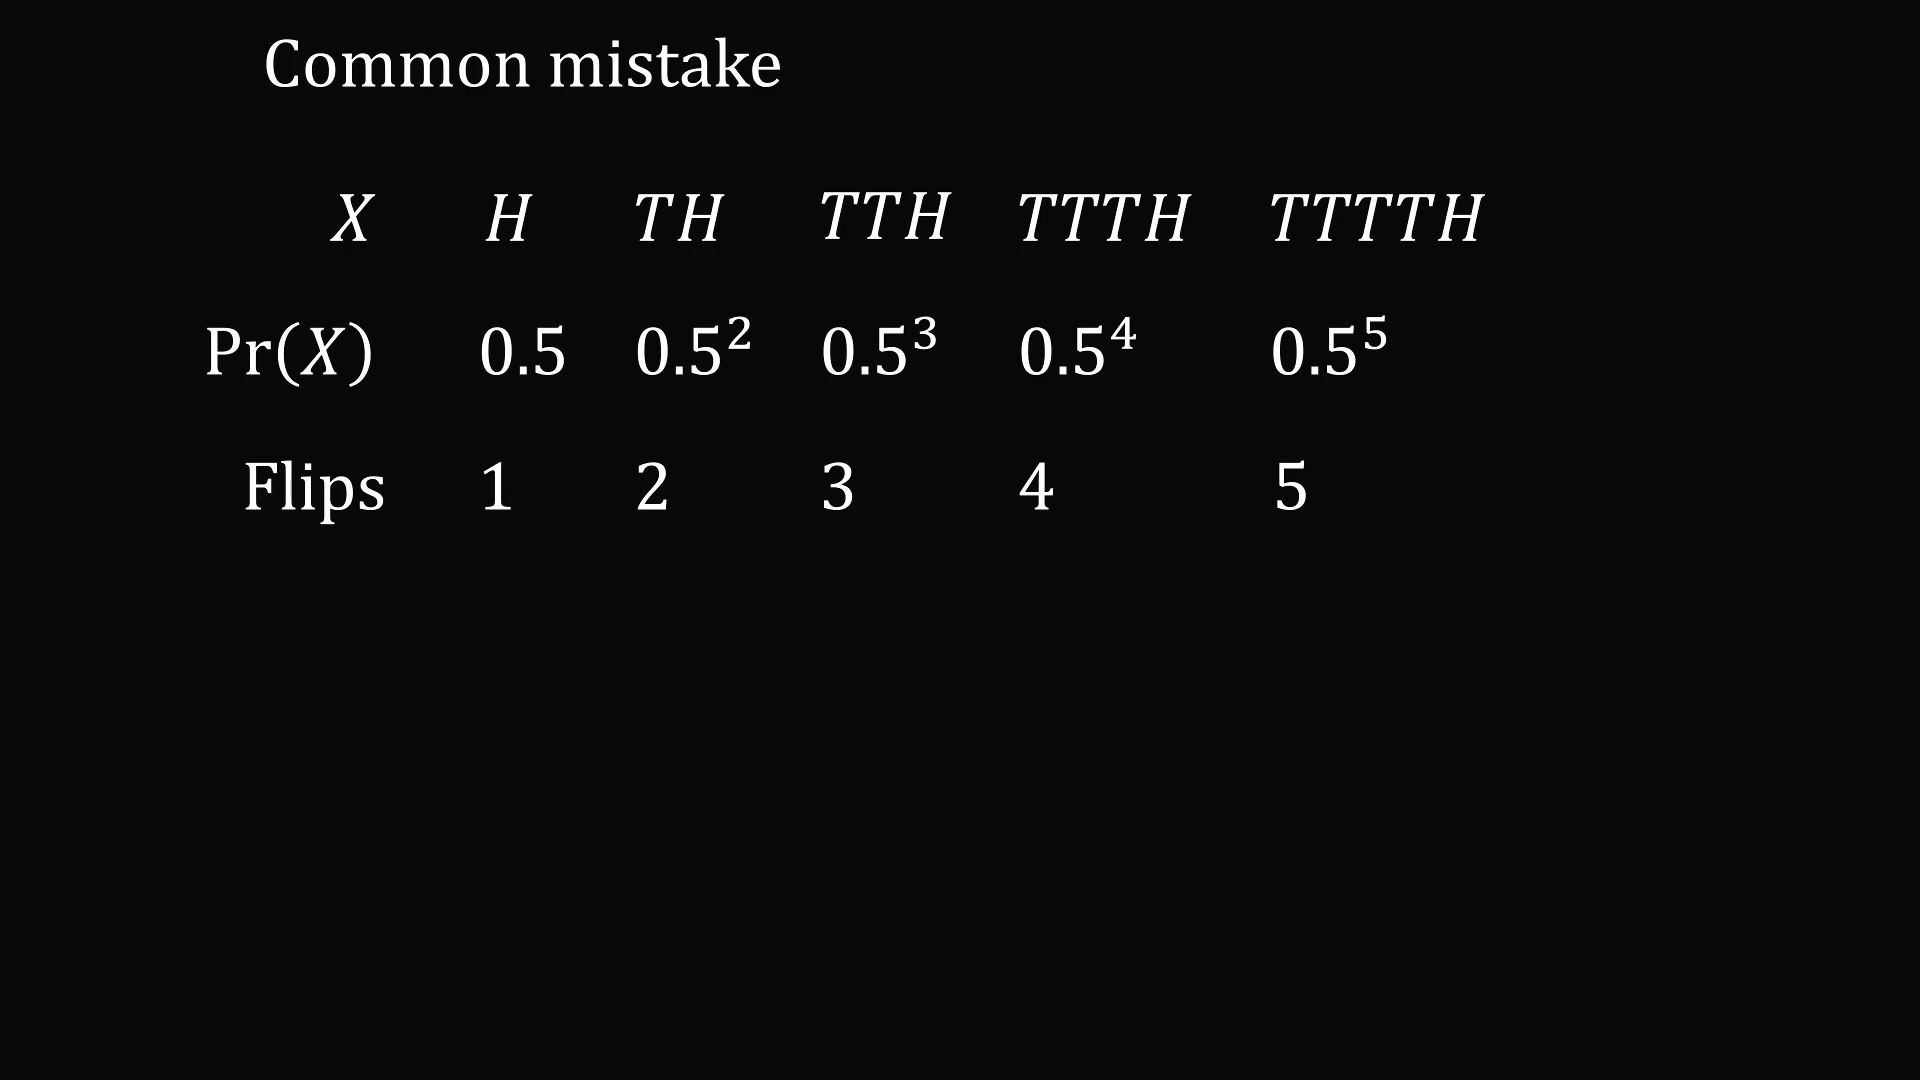 Common mistake
X H TH TTH TTTH TTTTH
Pr(X) 0.5 0.5² 0.5³ 0.5⁴ 0.5⁵
Flips 1 2 3 4 5